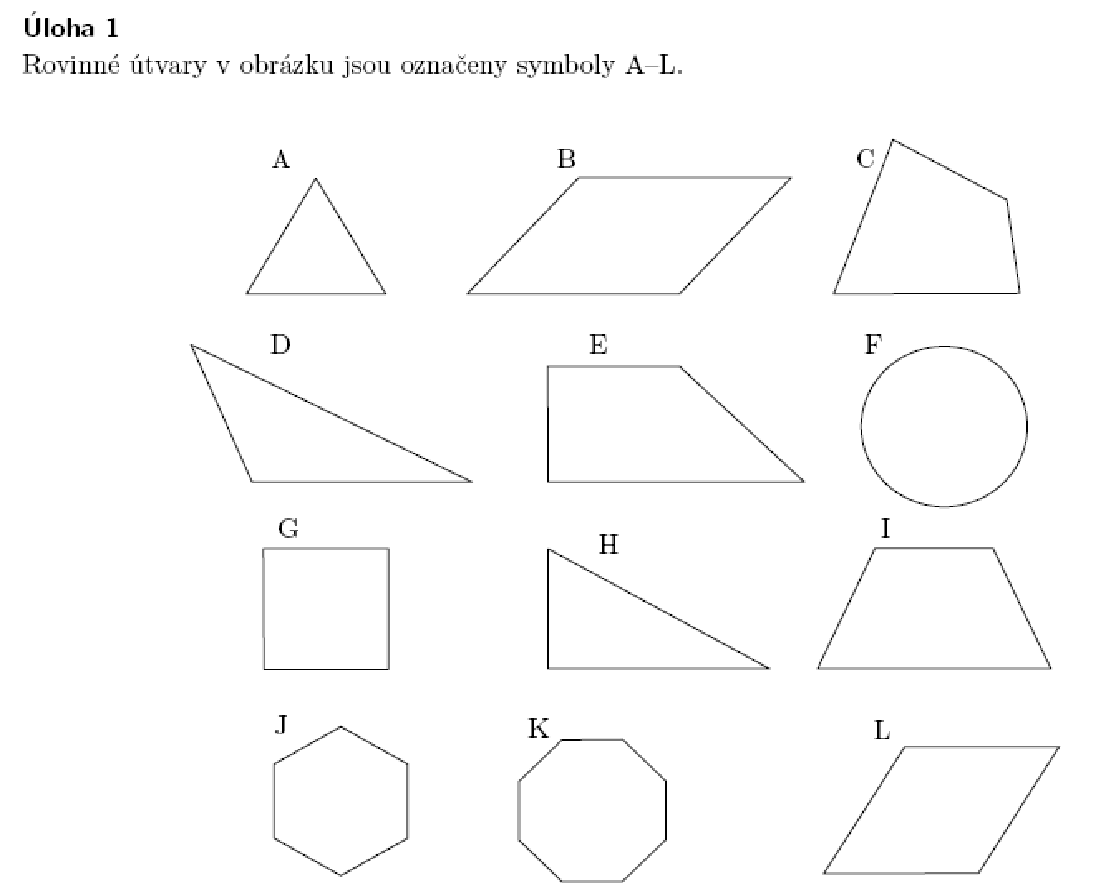 Úloha 1
Rovinné útvary v obrázku jsou označeny symboly A–L.
A B C
D E F
G H I
J K L